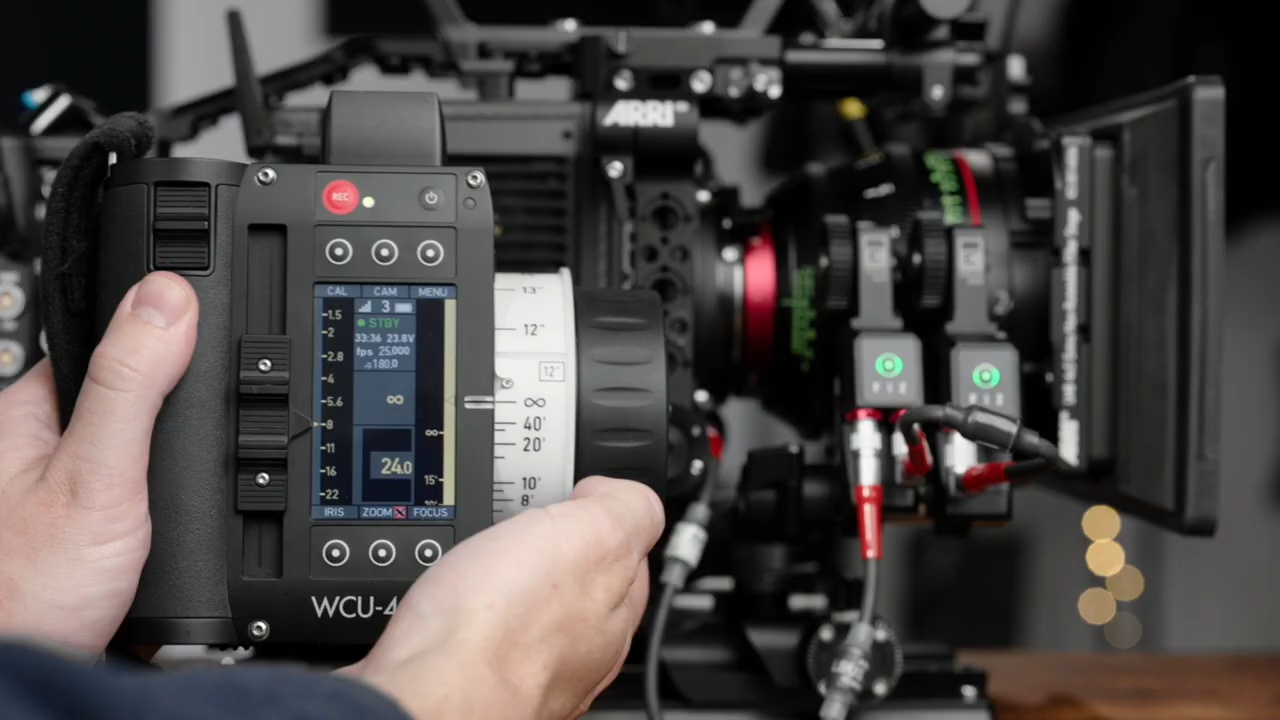 ARRI
REC
CAL CAM MENU
3
STBY
33:36 23.8V
fps 25,000
180.0
1.5
2
2.8
4
5.6
8
11
16
22
∞
24.0
∞
15'
IRIS ZOOM FOCUS
WCU-4
13"
12"
12"
∞
40'
20'
10'
8'
ARRI